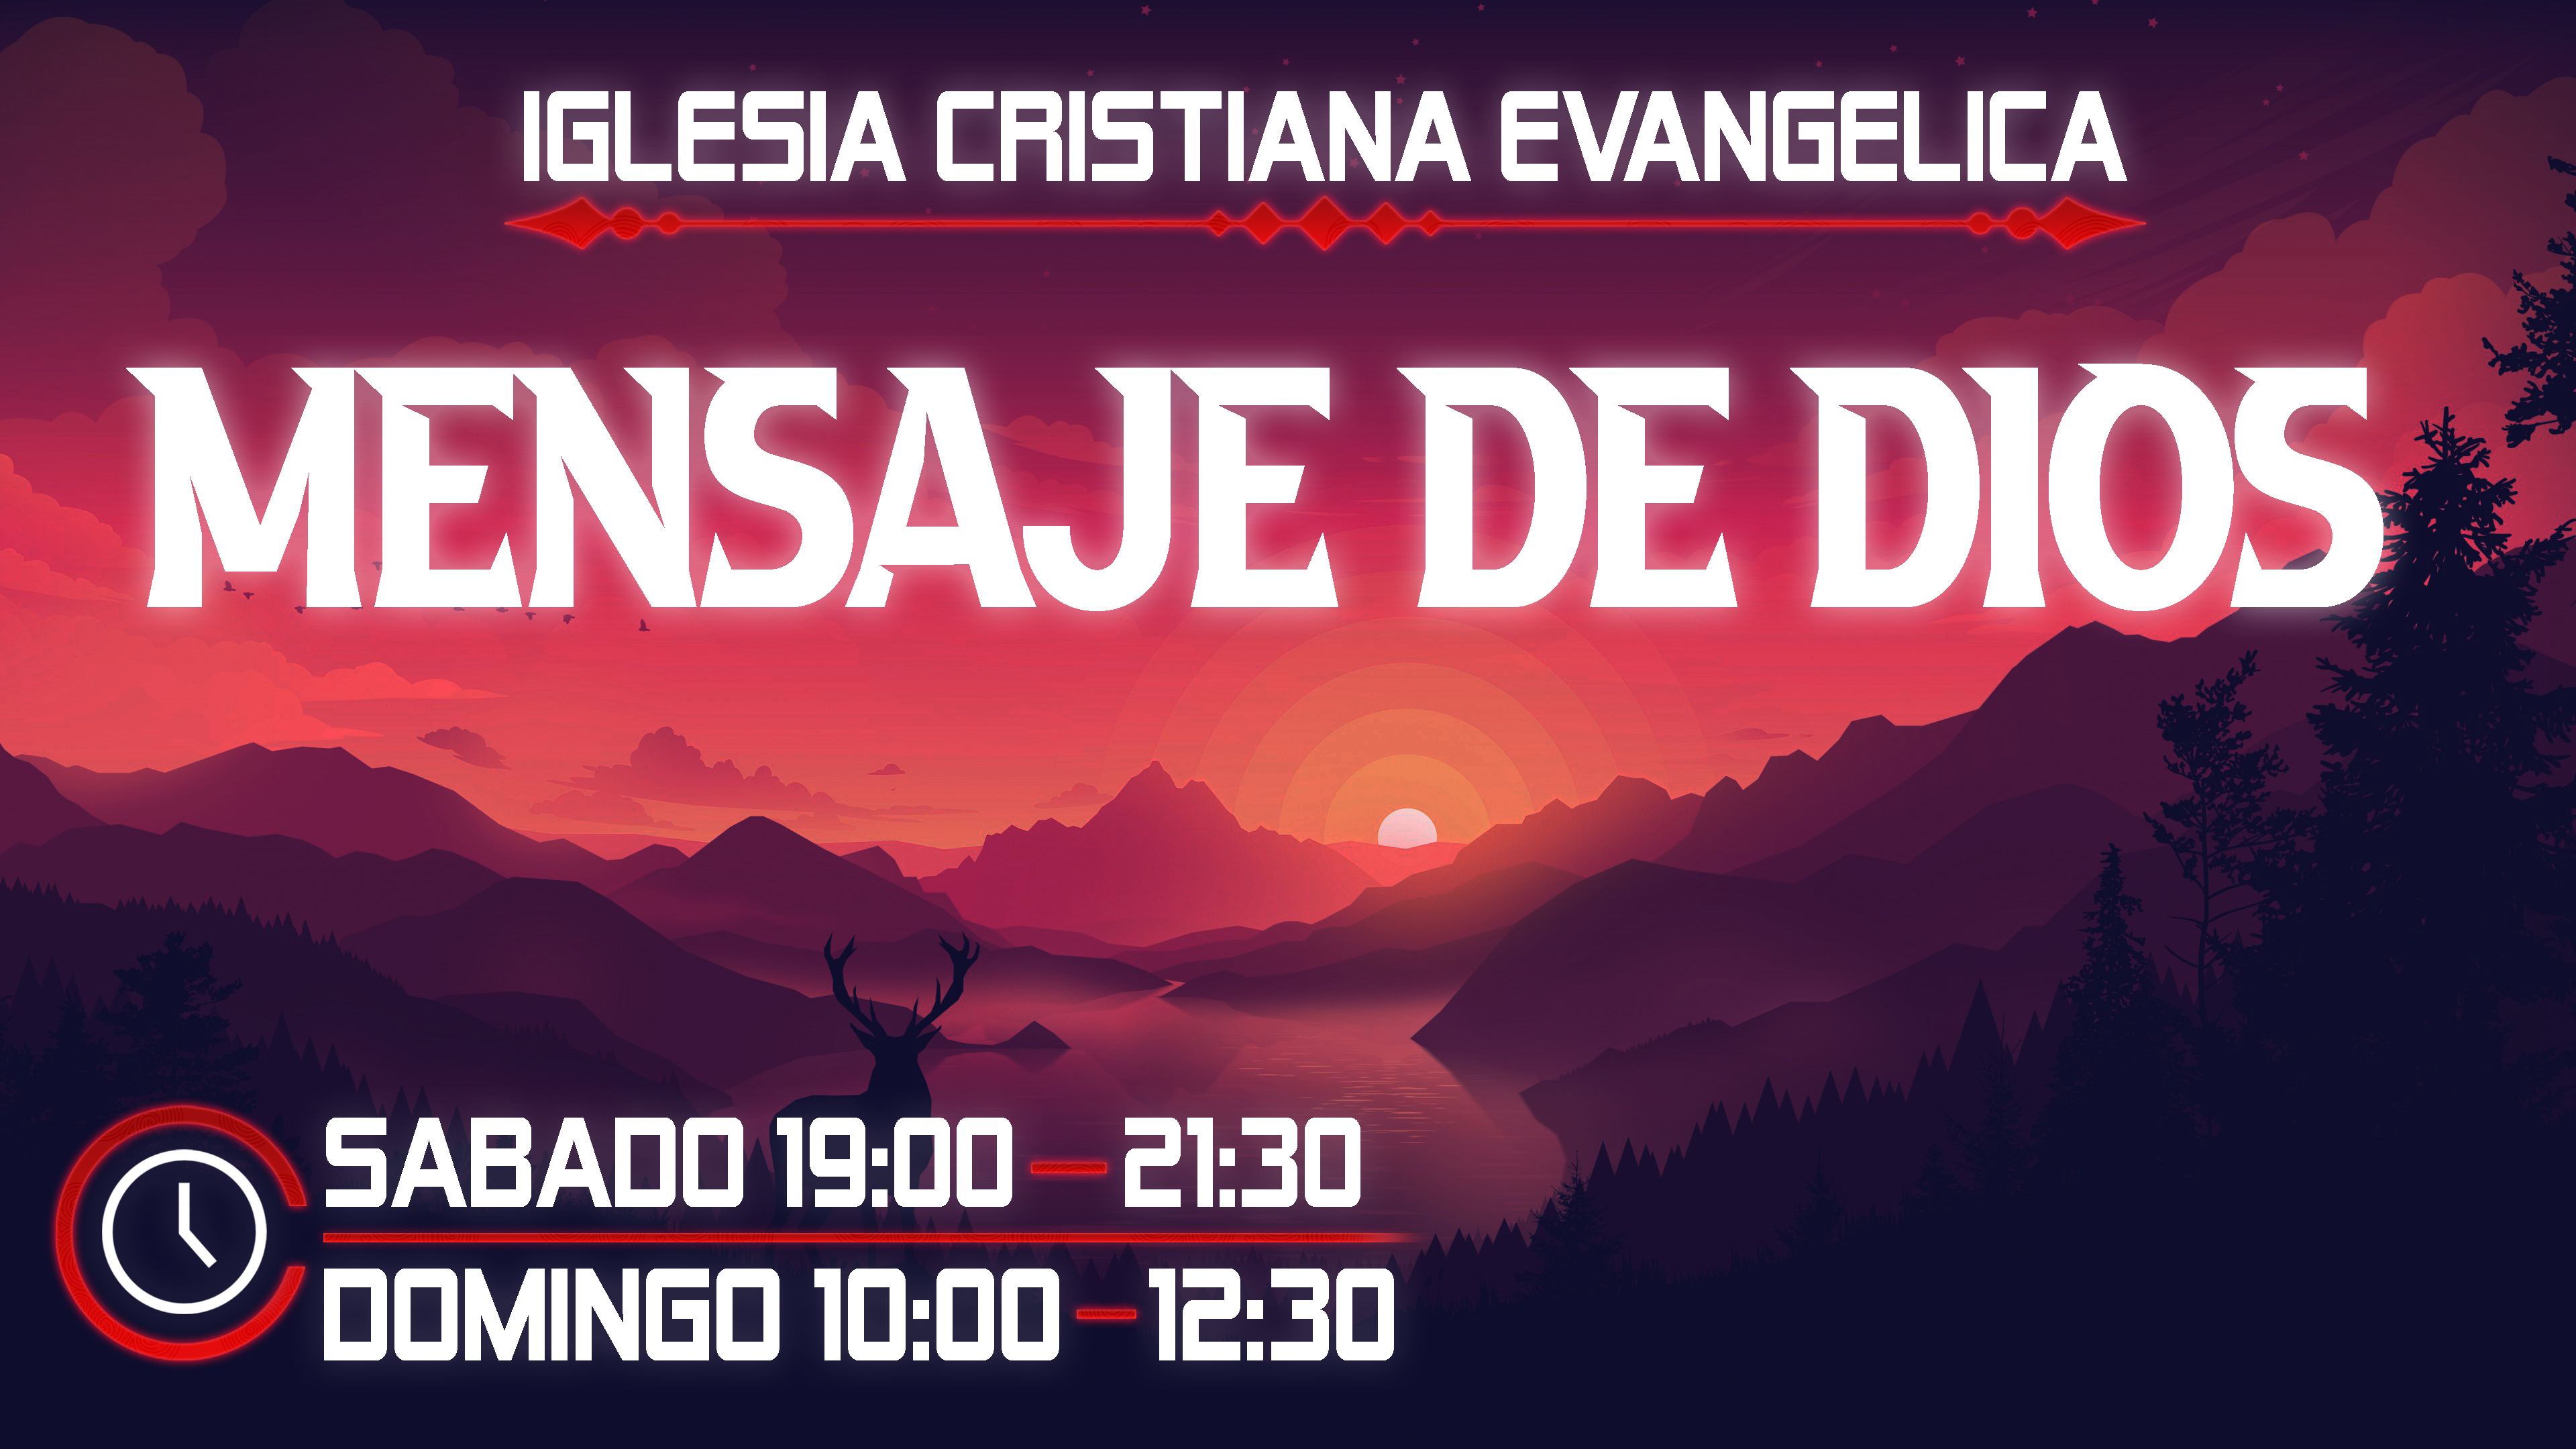 IGLESIA CRISTIANA EVANGELICA
MENSAJE DE DIOS
SABADO 19:00 — 21:30
DOMINGO 10:00 — 12:30